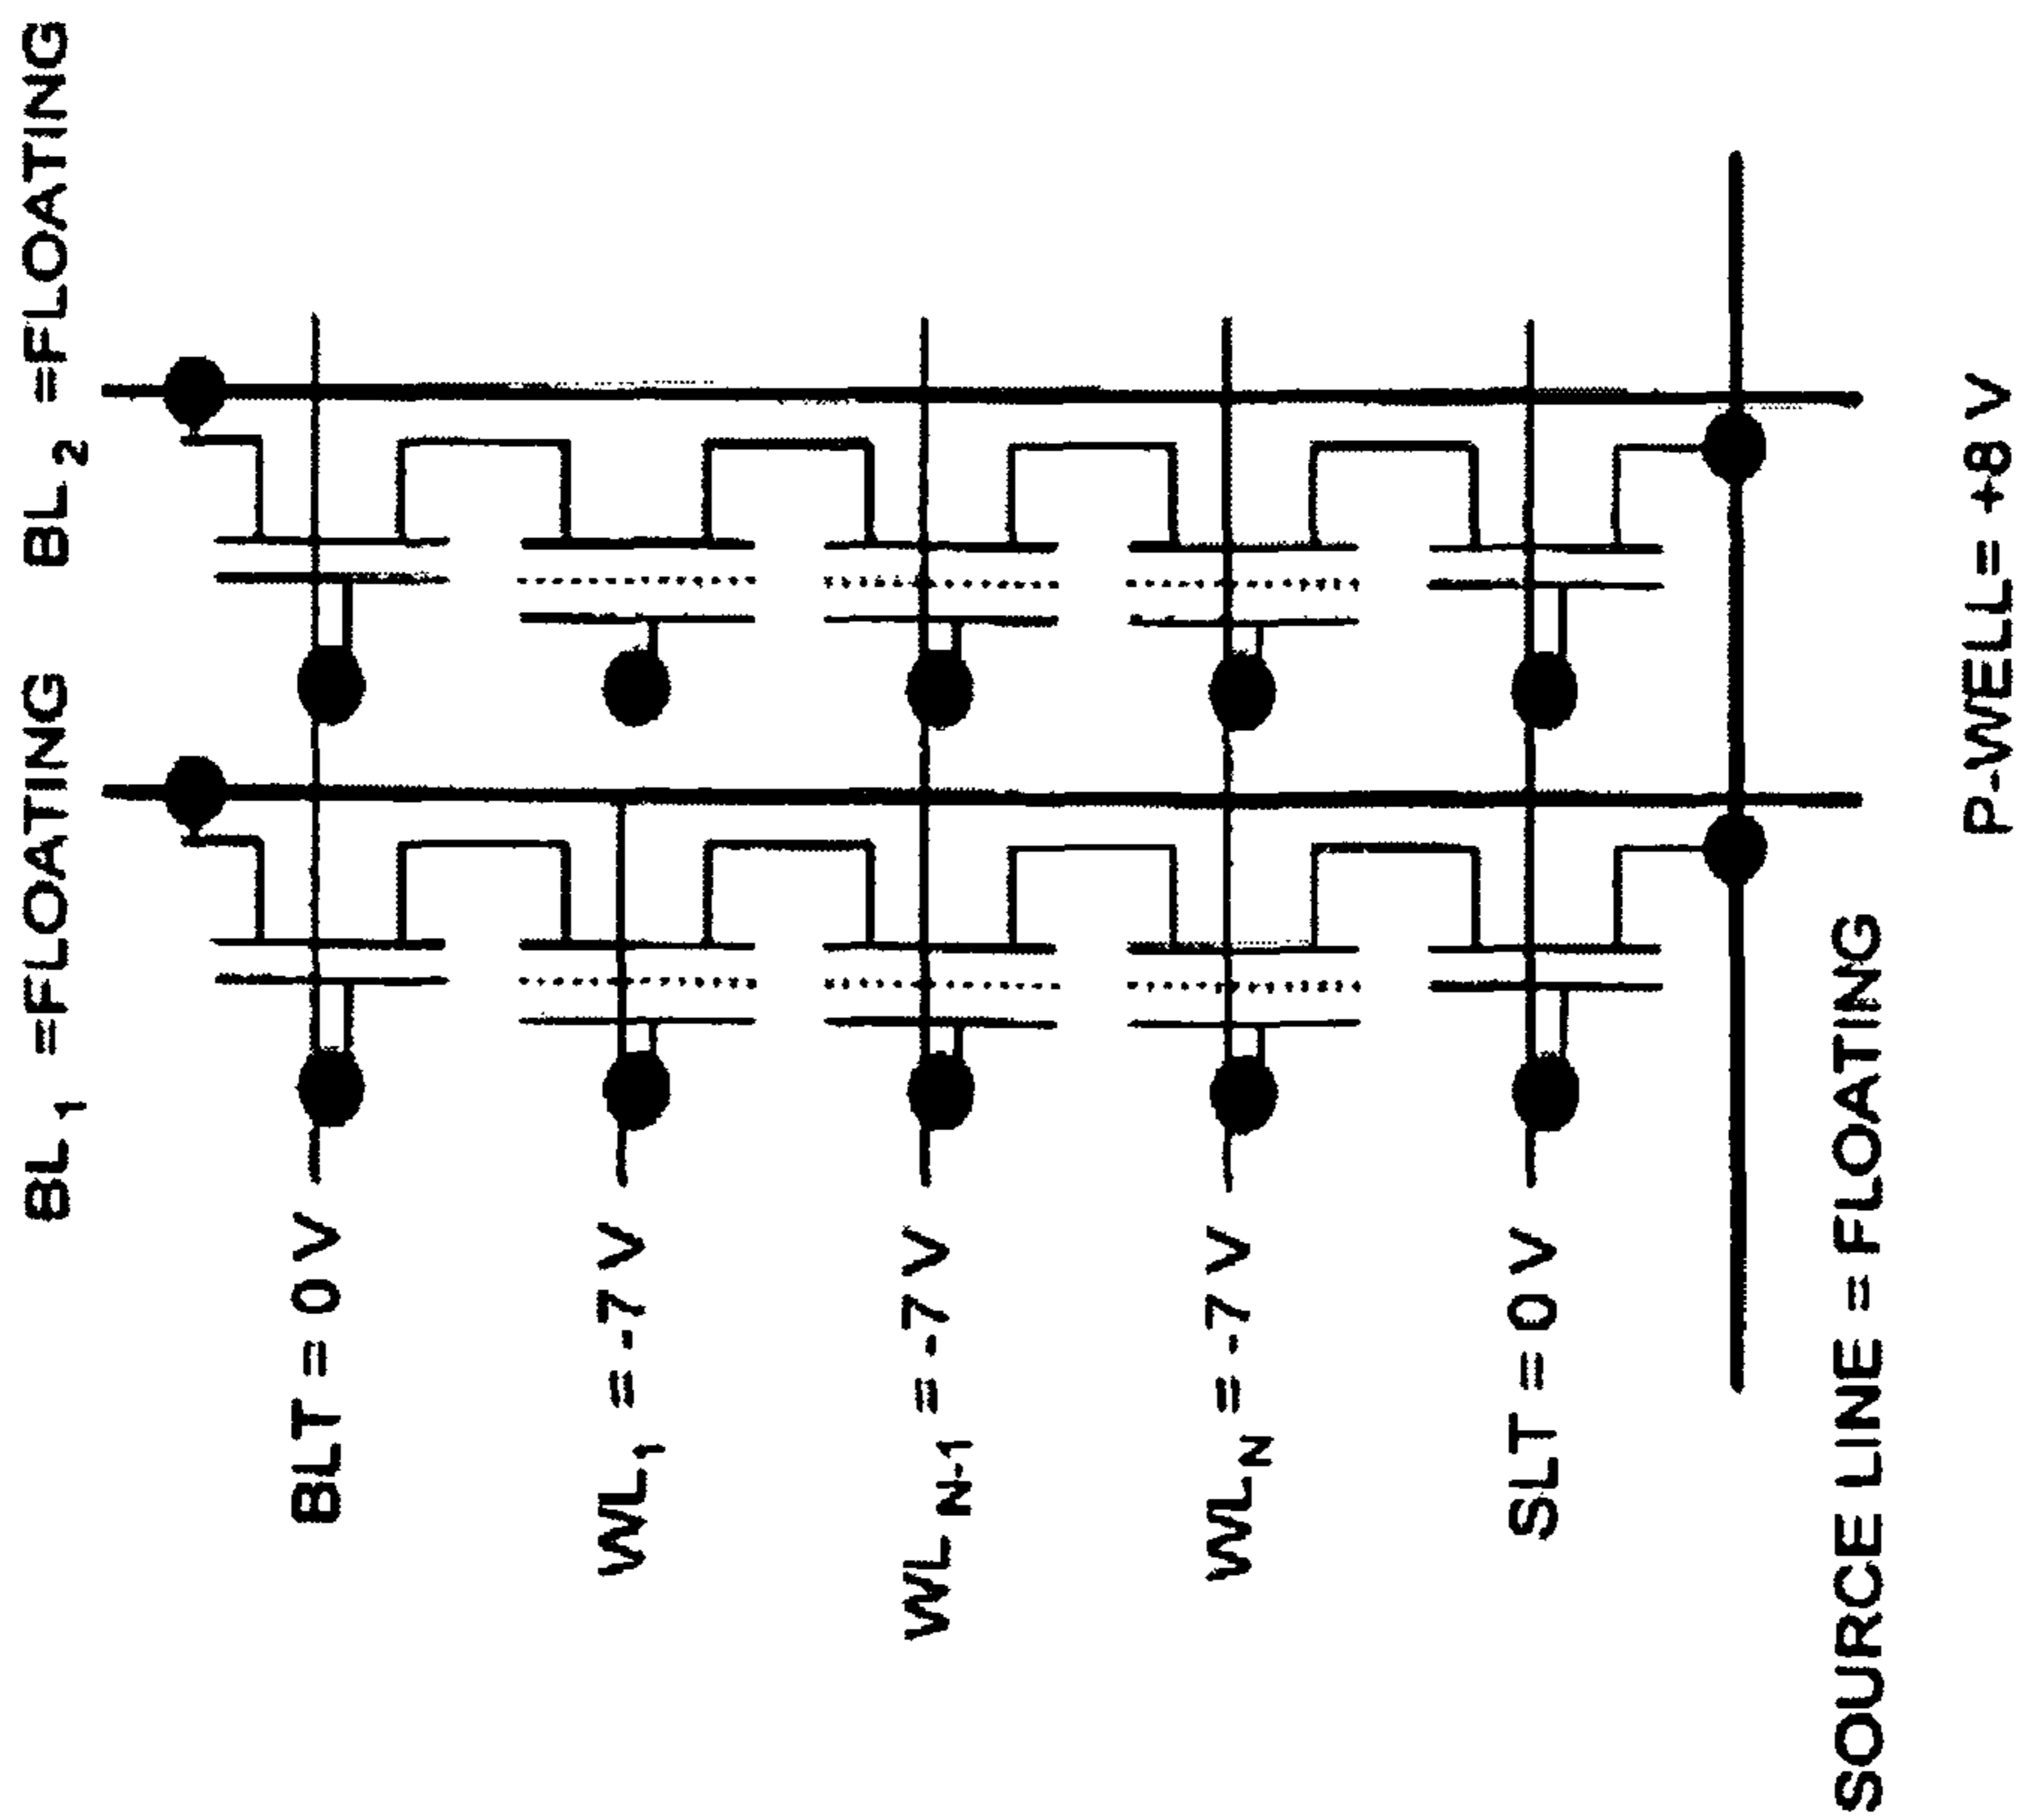 BL1 =FLOATING
BL2 =FLOATING
BLT = 0 V
WL1 = -7 V
WL N-1 = -7 V
WLN = -7 V
SLT = 0 V
SOURCE LINE = FLOATING
P-WELL= +8 V